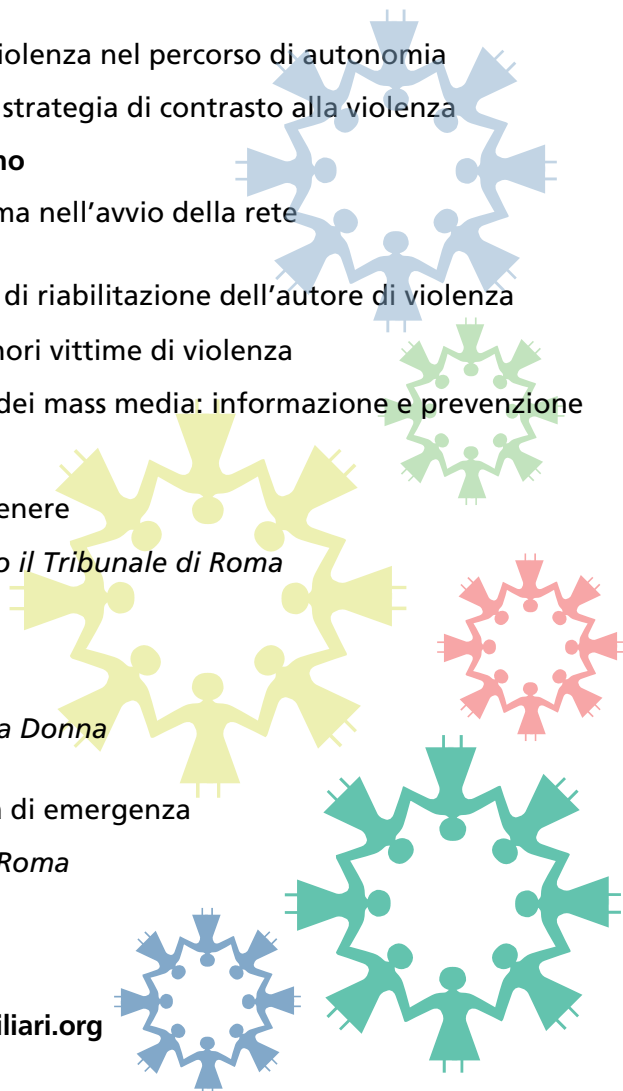 iolenza nel percorso di autonomia
strategia di contrasto alla violenza
no
ma nell’avvio della rete
di riabilitazione dell’autore di violenza
nori vittime di violenza
dei mass media: informazione e prevenzione
enere
o il Tribunale di Roma
a Donna
di emergenza
Roma
iliari.org